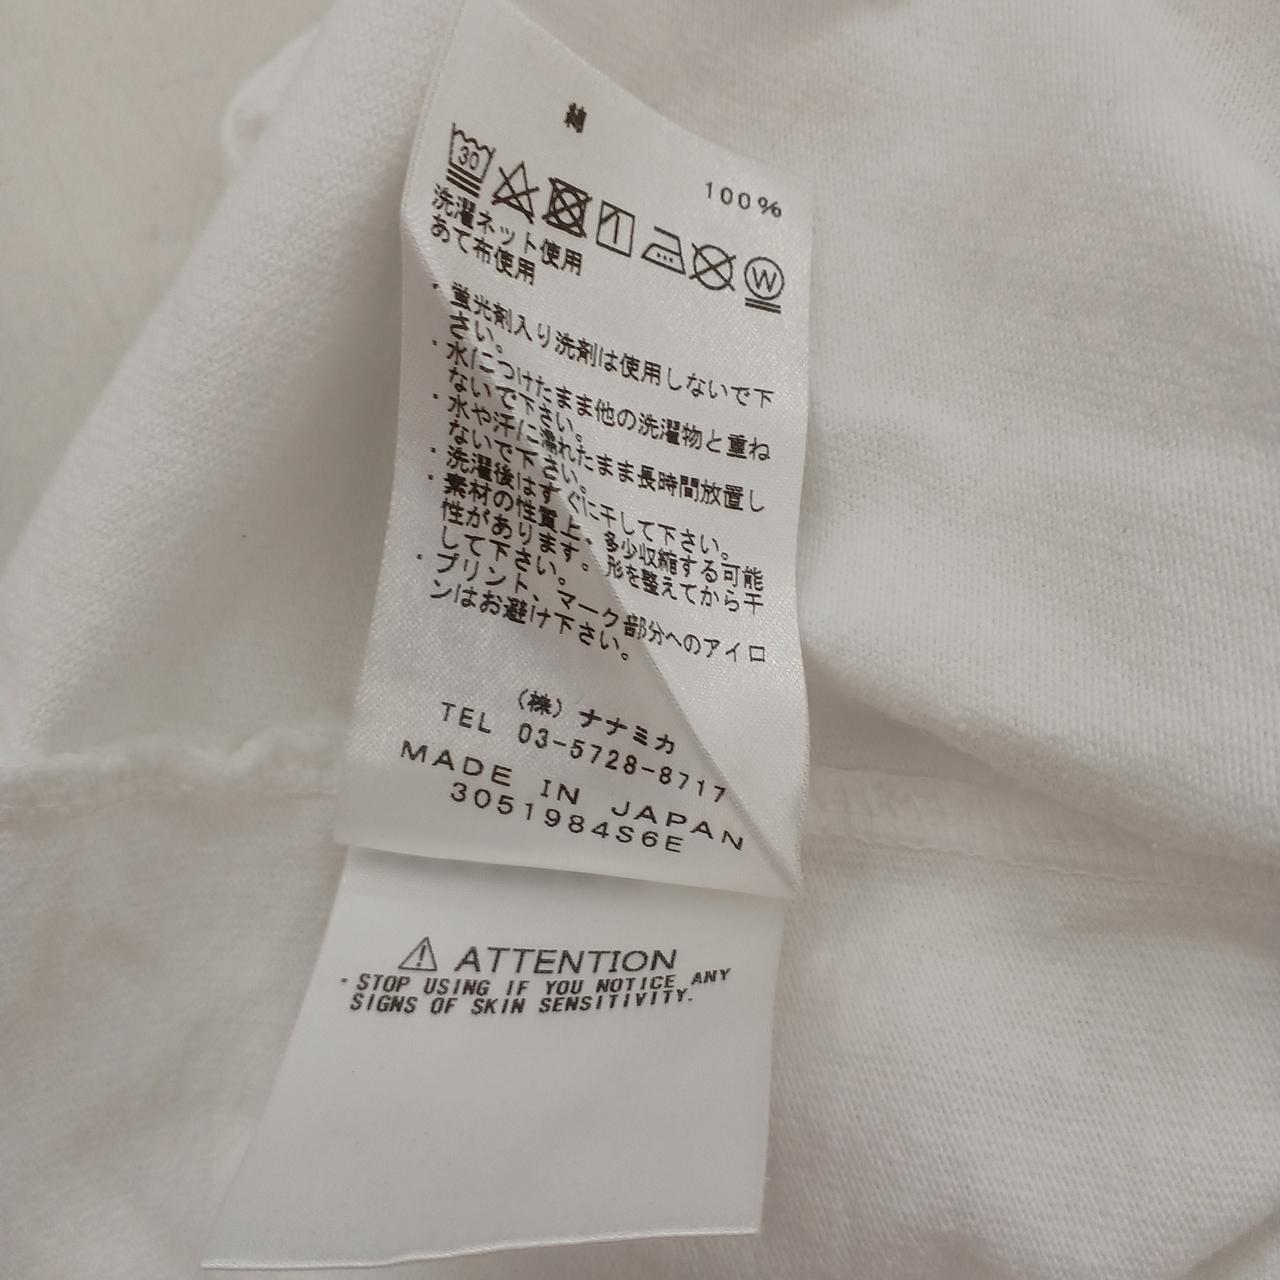 綿
100%
30
W
洗濯ネット使用
あて布使用
・蛍光剤入り洗剤は使用しないで下
さい。
・水につけたまま他の洗濯物と重ね
ないで下さい。
・水や汗に濡れたまま長時間放置し
ないで下さい。
・洗濯後はすぐに干して下さい。
・素材の性質上、多少収縮する可能
性があります。形を整えてから干
して下さい。
・プリント、マーク部分へのアイロ
ンはお避け下さい。
(株)ナナミカ
TEL 03-5728-8717
MADE IN JAPAN
3051984S6E
ATTENTION
・STOP USING IF YOU NOTICE ANY
SIGNS OF SKIN SENSITIVITY.